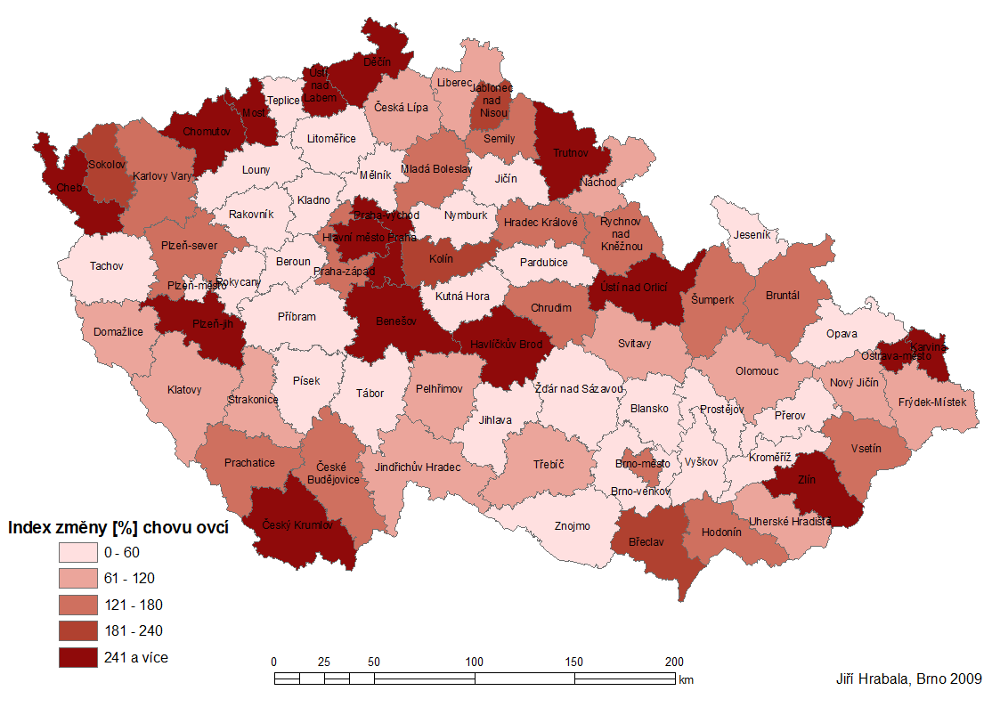 Děčín
Ústí
nad
Labem
Liberec
Jablonec
nad
Nisou
Teplice
Most
Česká Lípa
Chomutov
Litoměřice
Semily
Trutnov
Sokolov
Karlovy Vary
Louny
Mělník
Mladá Boleslav
Jičín
Náchod
Cheb
Kladno
Rakovník
Praha-východ
Nymburk
Hradec Králové
Rychnov
nad
Kněžnou
Jeseník
Plzeň-sever
Hlavní město Praha
Tachov
Beroun
Kolín
Pardubice
Praha-západ
Rokycany
Plzeň-město
Kutná Hora
Ústí nad Orlicí
Šumperk
Bruntál
Příbram
Chrudim
Plzeň-jih
Benešov
Domažlice
Havlíčkův Brod
Svitavy
Opava
Karviná
Ostrava-město
Klatovy
Strakonice
Písek
Tábor
Pelhřimov
Žďár nad Sázavou
Olomouc
Nový Jičín
Frýdek-Místek
Jihlava
Blansko
Prostějov
Přerov
Prachatice
České
Budějovice
Jindřichův Hradec
Třebíč
Brno-město
Vyškov
Kroměříž
Vsetín
Brno-venkov
Zlín
Český Krumlov
Znojmo
Břeclav
Hodonín
Uherské Hradiště
Index změny [%] chovu ovcí
0 - 60
61 - 120
121 - 180
181 - 240
241 a více
0 25 50 100 150 200
km
Jiří Hrabala, Brno 2009